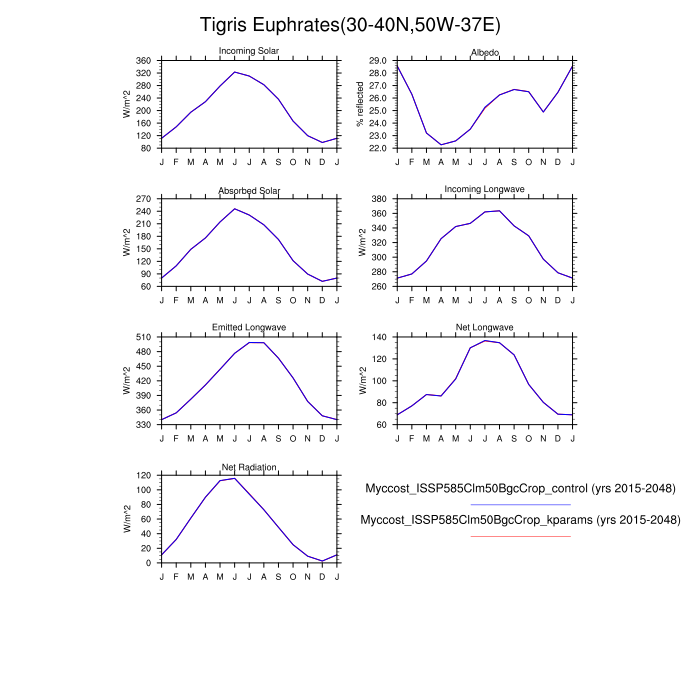 Tigris Euphrates(30-40N,50W-37E)
Incoming Solar
W/m^2
360
320
280
240
200
160
120
80
J F M A M J J A S O N D J
Albedo
% reflected
29.0
28.0
27.0
26.0
25.0
24.0
23.0
22.0
J F M A M J J A S O N D J
Absorbed Solar
W/m^2
270
240
210
180
150
120
90
60
J F M A M J J A S O N D J
Incoming Longwave
W/m^2
380
360
340
320
300
280
260
J F M A M J J A S O N D J
Emitted Longwave
W/m^2
510
480
450
420
390
360
330
J F M A M J J A S O N D J
Net Longwave
W/m^2
140
120
100
80
60
J F M A M J J A S O N D J
Net Radiation
W/m^2
120
100
80
60
40
20
0
J F M A M J J A S O N D J
Myccost_ISSP585Clm50BgcCrop_control (yrs 2015-2048)
Myccost_ISSP585Clm50BgcCrop_kparams (yrs 2015-2048)